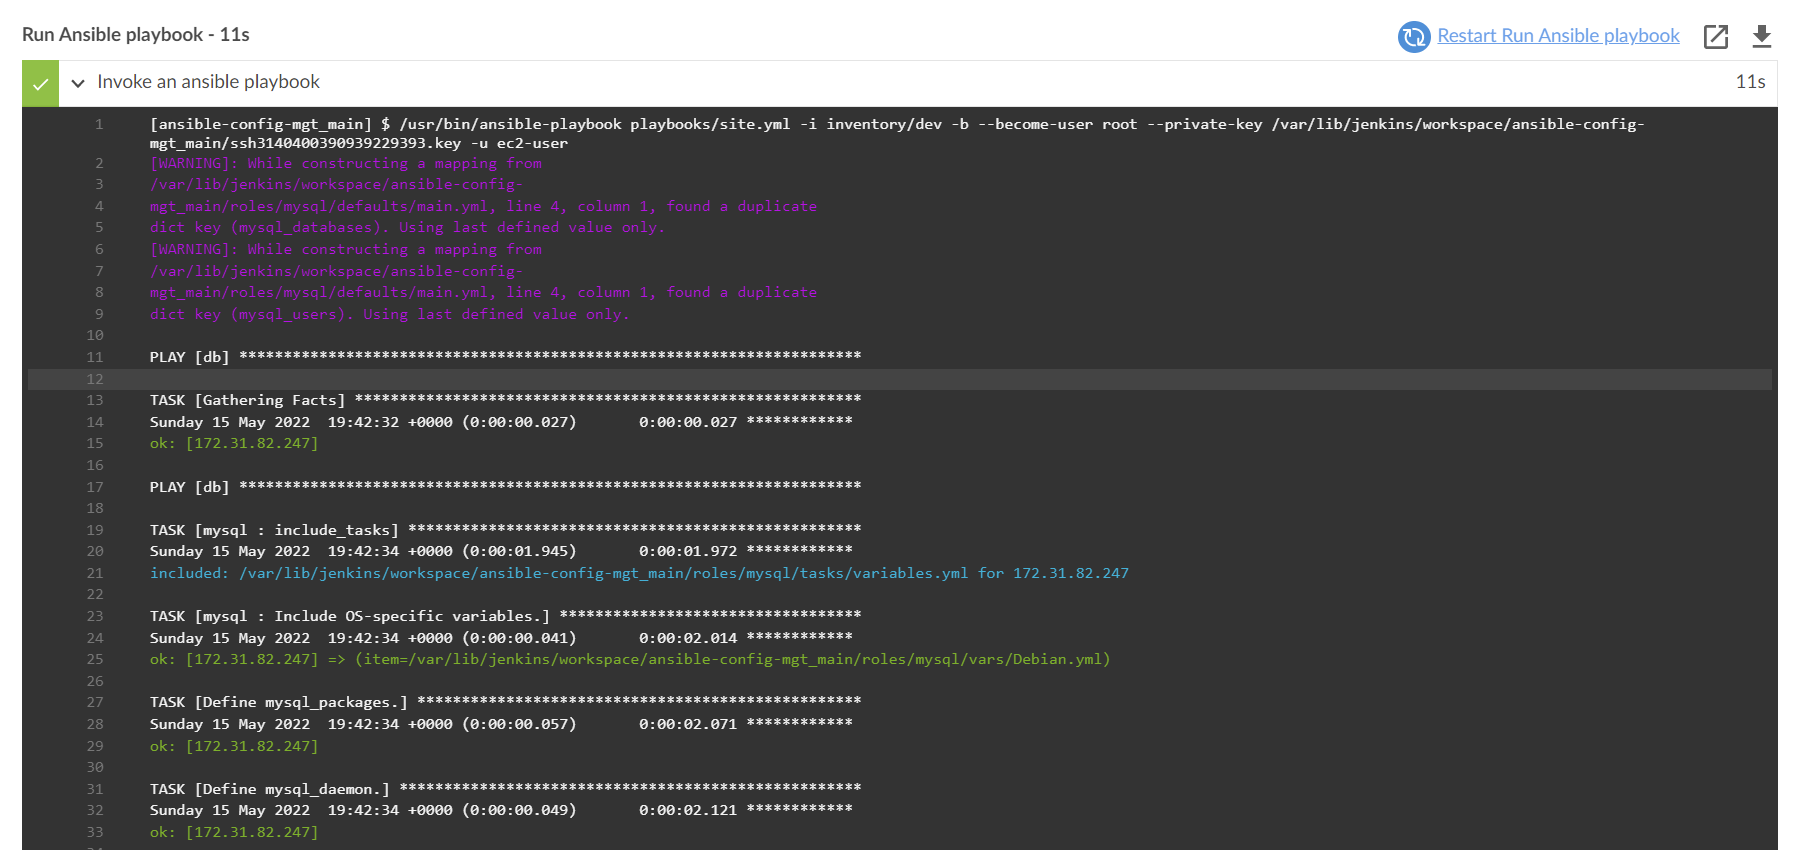 Run Ansible playbook - 11s
Restart Run Ansible playbook
Invoke an ansible playbook
11s
1 [ansible-config-mgt_main] $ /usr/bin/ansible-playbook playbooks/site.yml -i inventory/dev -b --become-user root --private-key /var/lib/jenkins/workspace/ansible-config-
mgt_main/ssh3140400390939229393.key -u ec2-user
2 [WARNING]: While constructing a mapping from
3 /var/lib/jenkins/workspace/ansible-config-
4 mgt_main/roles/mysql/defaults/main.yml, line 4, column 1, found a duplicate
5 dict key (mysql_databases). Using last defined value only.
6 [WARNING]: While constructing a mapping from
7 /var/lib/jenkins/workspace/ansible-config-
8 mgt_main/roles/mysql/defaults/main.yml, line 4, column 1, found a duplicate
9 dict key (mysql_users). Using last defined value only.
10
11 PLAY [db] **********************************************************************
12
13 TASK [Gathering Facts] *********************************************************
14 Sunday 15 May 2022  19:42:32 +0000 (0:00:00.027)       0:00:00.027 ************
15 ok: [172.31.82.247]
16
17 PLAY [db] **********************************************************************
18
19 TASK [mysql : include_tasks] ***************************************************
20 Sunday 15 May 2022  19:42:34 +0000 (0:00:01.945)       0:00:01.972 ************
21 included: /var/lib/jenkins/workspace/ansible-config-mgt_main/roles/mysql/tasks/variables.yml for 172.31.82.247
22
23 TASK [mysql : Include OS-specific variables.] **********************************
24 Sunday 15 May 2022  19:42:34 +0000 (0:00:00.041)       0:00:02.014 ************
25 ok: [172.31.82.247] => (item=/var/lib/jenkins/workspace/ansible-config-mgt_main/roles/mysql/vars/Debian.yml)
26
27 TASK [Define mysql_packages.] **************************************************
28 Sunday 15 May 2022  19:42:34 +0000 (0:00:00.057)       0:00:02.071 ************
29 ok: [172.31.82.247]
30
31 TASK [Define mysql_daemon.] ****************************************************
32 Sunday 15 May 2022  19:42:34 +0000 (0:00:00.049)       0:00:02.121 ************
33 ok: [172.31.82.247]